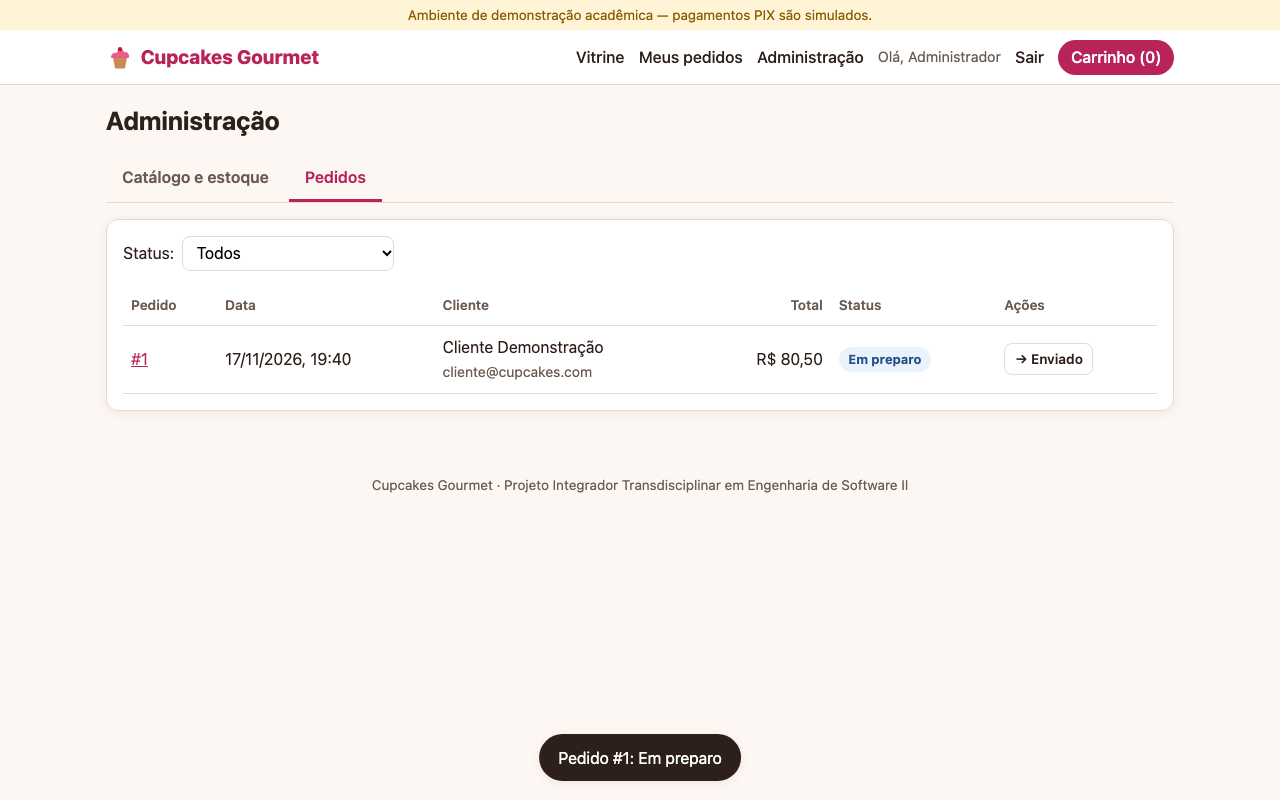 Ambiente de demonstração acadêmica — pagamentos PIX são simulados.
Cupcakes Gourmet
Vitrine Meus pedidos Administração Olá, Administrador Sair Carrinho (0)
Administração
Catálogo e estoque Pedidos
Status: Todos
Pedido Data Cliente Total Status Ações
#1 17/11/2026, 19:40 Cliente Demonstração R$ 80,50 Em preparo → Enviado
cliente@cupcakes.com
Cupcakes Gourmet · Projeto Integrador Transdisciplinar em Engenharia de Software II
Pedido #1: Em preparo